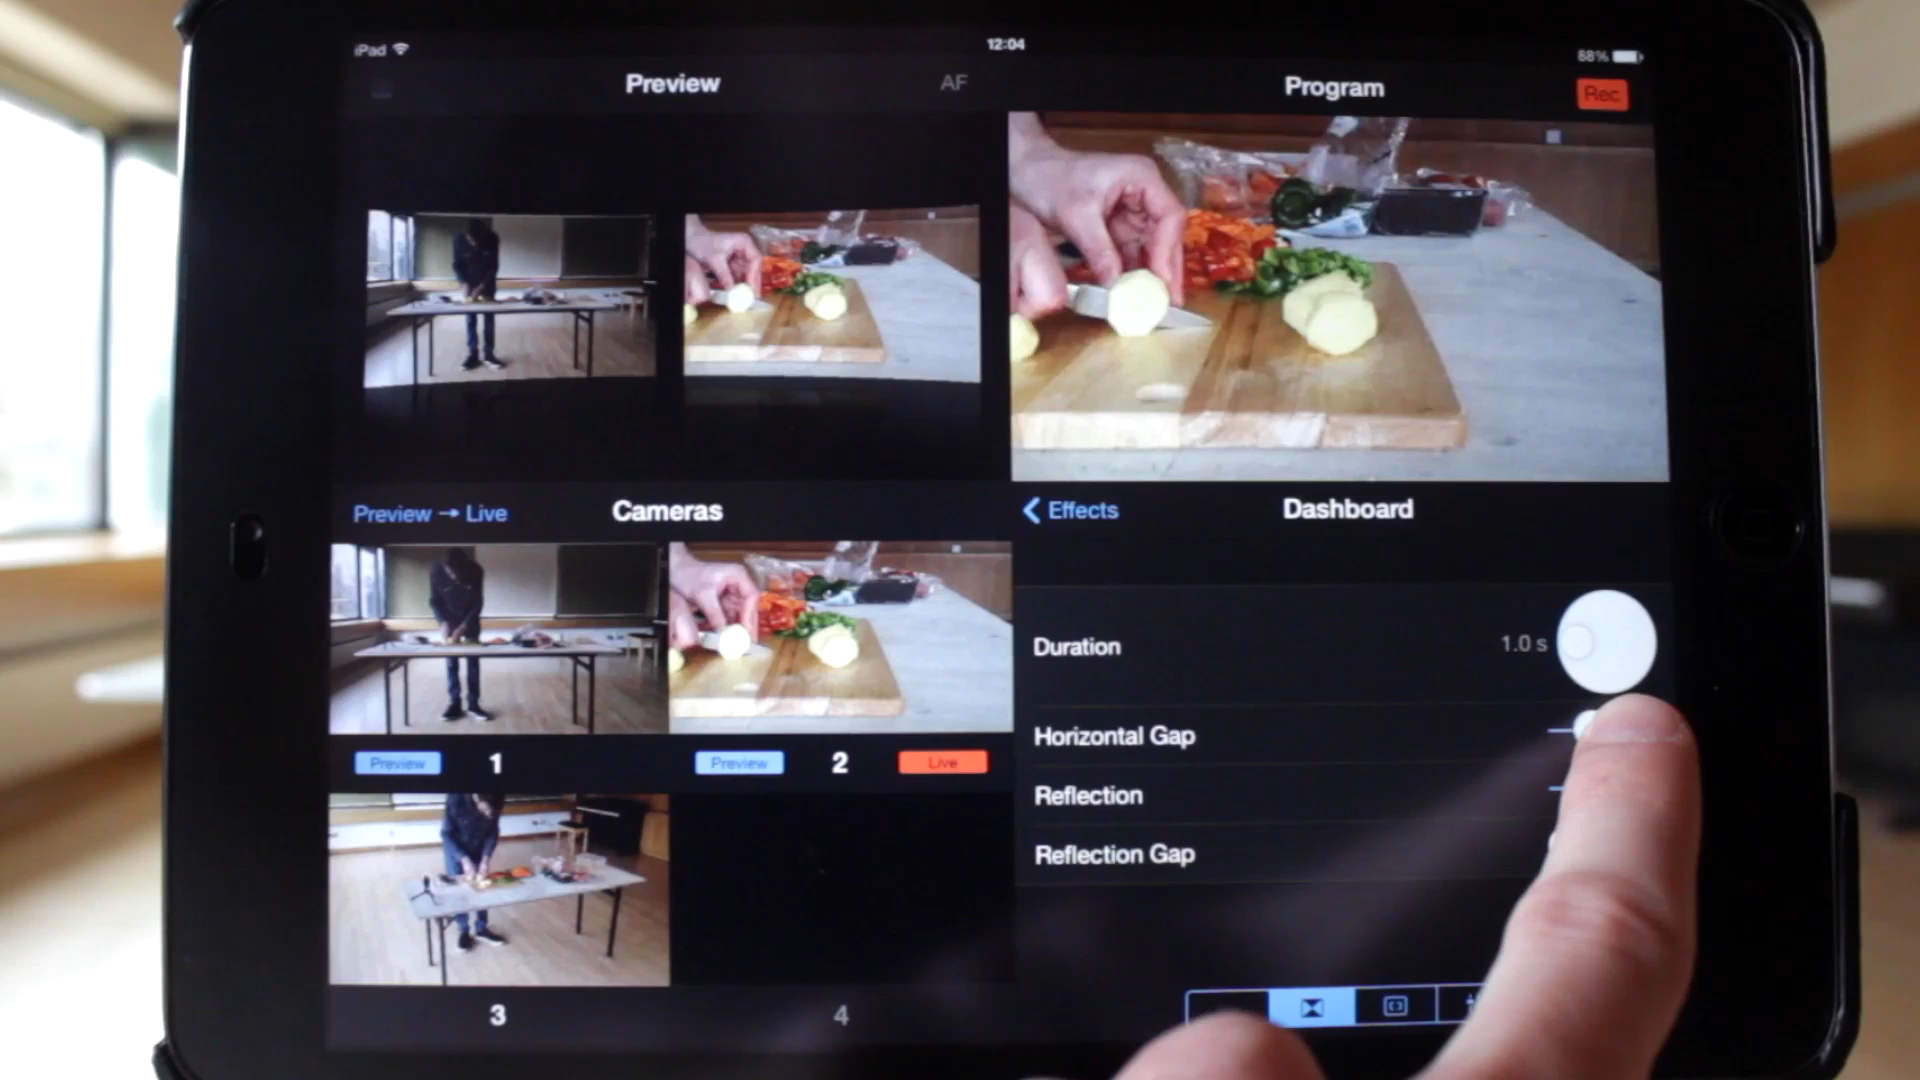 iPad
12:04
88%
Preview
AF
Program
Rec
Preview → Live
Cameras
Effects
Dashboard
Duration
1.0 s
Horizontal Gap
Reflection
Reflection Gap
Preview
1
Preview
2
Live
3
4